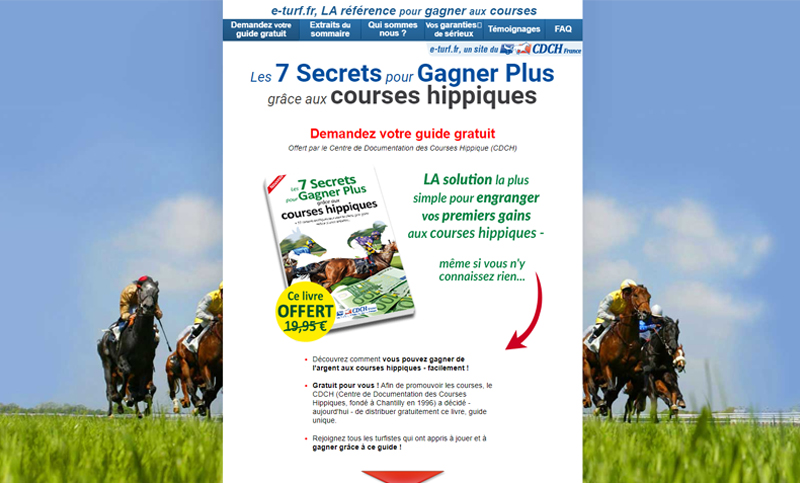 e-turf.fr, LA référence pour gagner aux courses
Demandez votre guide gratuit
Extraits du sommaire
Qui sommes nous ?
Vos garanties de sérieux
Témoignages
FAQ
e-turf.fr, un site du CDCH France
Les 7 Secrets pour Gagner Plus
grâce aux courses hippiques
Demandez votre guide gratuit
Offert par le Centre de Documentation des Courses Hippique (CDCH)
Les 7 Secrets
pour Gagner Plus
grâce aux
courses hippiques
CDCH France
Ce livre
OFFERT
19,95 €
LA solution la plus
simple pour engranger
vos premiers gains
aux courses hippiques -
même si vous n'y
connaissez rien...
• Découvrez comment vous pouvez gagner de
l'argent aux courses hippiques - facilement !
• Gratuit pour vous ! Afin de promouvoir les courses, le
CDCH (Centre de Documentation des Courses
Hippiques, fondé à Chantilly en 1996) a décidé -
aujourd'hui - de distribuer gratuitement ce livre, guide
unique.
• Rejoignez tous les turfistes qui ont appris à jouer et à
gagner grâce à ce guide !